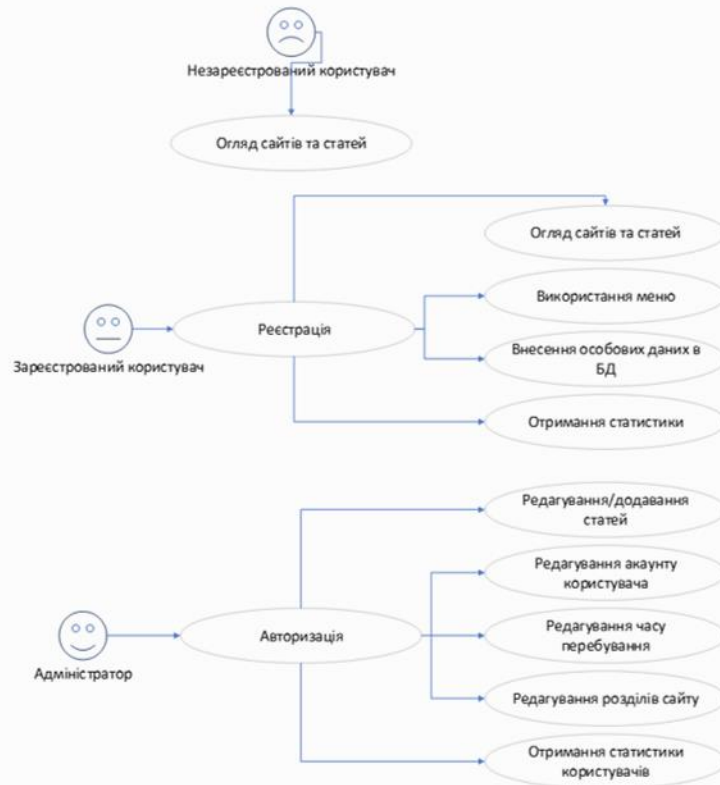 Незареєстрований користувач
Огляд сайтів та статей
Огляд сайтів та статей
Використання меню
Реєстрація
Внесення особових даних в
БД
Зареєстрований користувач
Отримання статистики
Редагування/додавання
статей
Редагування акаунту
користувача
Авторизація
Редагування часу
перебування
Адміністратор
Редагування розділів сайту
Отримання статистики
користувачів